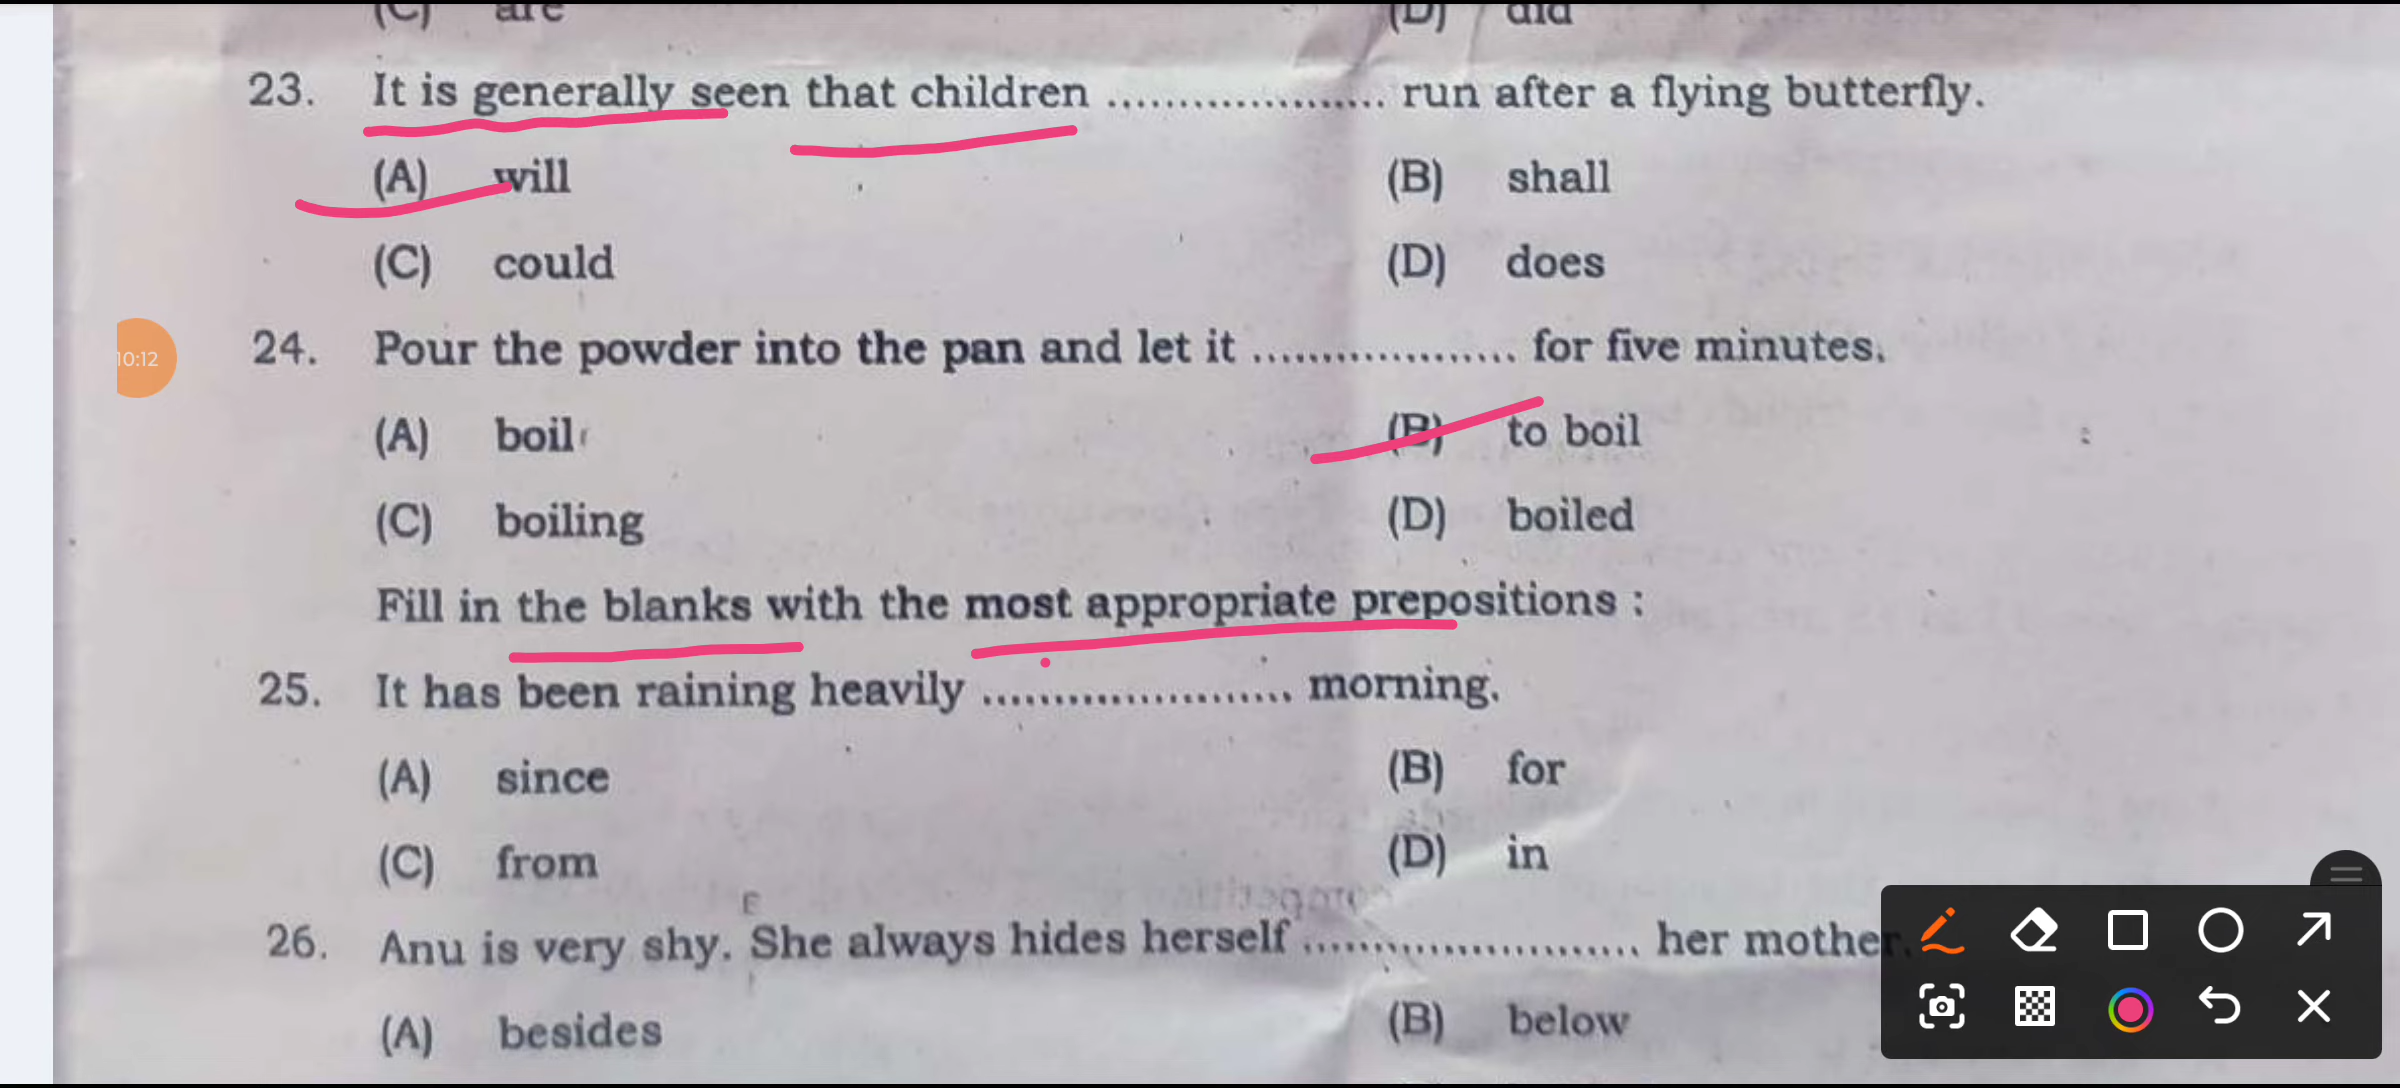 (C) are (D) did
23. It is generally seen that children .................... run after a flying butterfly.
(A) will (B) shall
(C) could (D) does
10:12
24. Pour the powder into the pan and let it ................... for five minutes.
(A) boil (B) to boil
(C) boiling (D) boiled
Fill in the blanks with the most appropriate prepositions :
25. It has been raining heavily ...................... morning.
(A) since (B) for
(C) from (D) in
26. Anu is very shy. She always hides herself ........................ her mother.
(A) besides (B) below